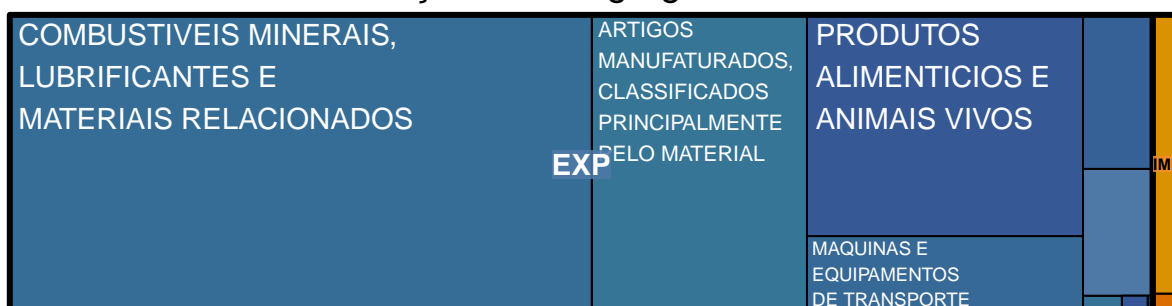 COMBUSTIVEIS MINERAIS,
LUBRIFICANTES E
MATERIAIS RELACIONADOS
EXP
ARTIGOS
MANUFATURADOS,
CLASSIFICADOS
PRINCIPALMENTE
PELO MATERIAL
PRODUTOS
ALIMENTICIOS E
ANIMAIS VIVOS
MAQUINAS E
EQUIPAMENTOS
DE TRANSPORTE
IM